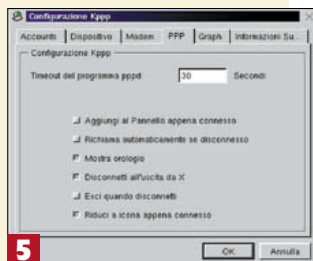 Configurazione Kppp
Accounts Dispositivo Modem PPP Graph Informazioni Su...
Configurazione Kppp
Timeout del programma pppd: 30 Secondi
Aggiungi al Pannello appena connesso
Richiama automaticamente se disconnesso
Mostra orologio
Disconnetti all'uscita da X
Esci quando disconnetti
Riduci a icona appena connesso
OK Annulla
5